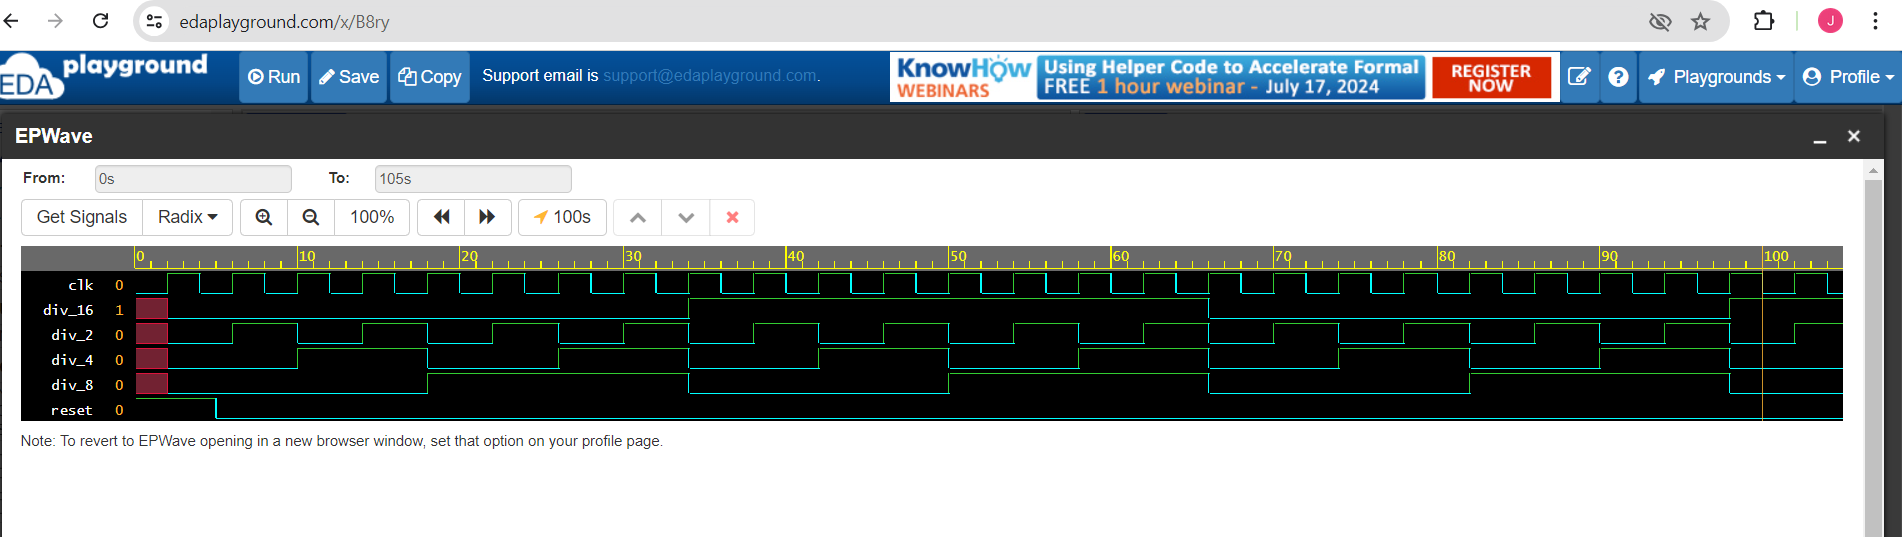 edaplayground.com/x/B8ry
J
EDA playground
Run Save Copy Support email is support@edaplayground.com.
KnowHow WEBINARS
Using Helper Code to Accelerate Formal
FREE 1 hour webinar - July 17, 2024
REGISTER NOW
Playgrounds Profile
EPWave
From: 0s To: 105s
Get Signals Radix 100% 100s
0 10 20 30 40 50 60 70 80 90 100
clk 0
div_16 1
div_2 0
div_4 0
div_8 0
reset 0
Note: To revert to EPWave opening in a new browser window, set that option on your profile page.